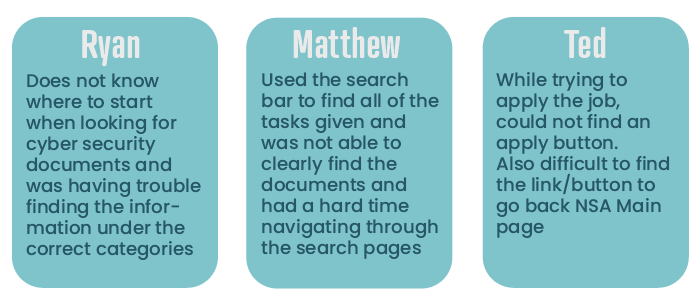 Ryan
Does not know
where to start
when looking for
cyber security
documents and
was having trouble
finding the infor-
mation under the
correct categories
Matthew
Used the search
bar to find all of the
tasks given and
was not able to
clearly find the
documents and
had a hard time
navigating through
the search pages
Ted
While trying to
apply the job,
could not find an
apply button.
Also difficult to find
the link/button to
go back NSA Main
page